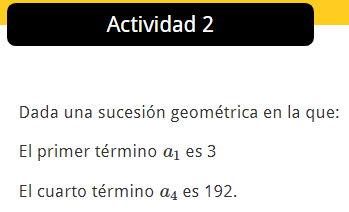 Actividad 2
Dada una sucesión geométrica en la que:
El primer término a₁ es 3
El cuarto término a₄ es 192.